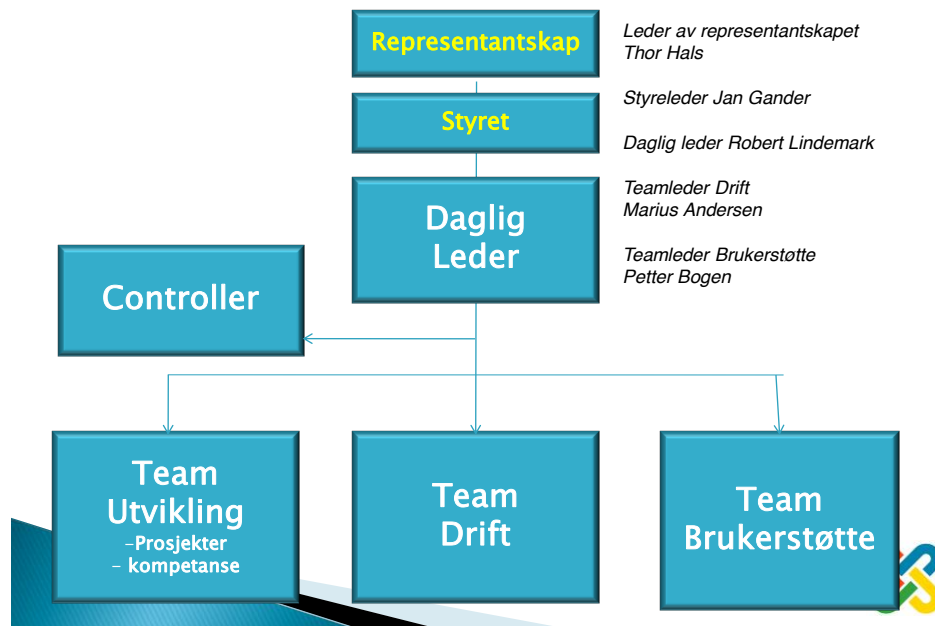 Representantskap
Leder av representantskapet
Thor Hals
Styret
Styreleder Jan Gander
Daglig leder Robert Lindemark
Teamleder Drift
Marius Andersen
Teamleder Brukerstøtte
Petter Bogen
Daglig
Leder
Controller
Team
Utvikling
-Prosjekter
- kompetanse
Team
Drift
Team
Brukerstøtte